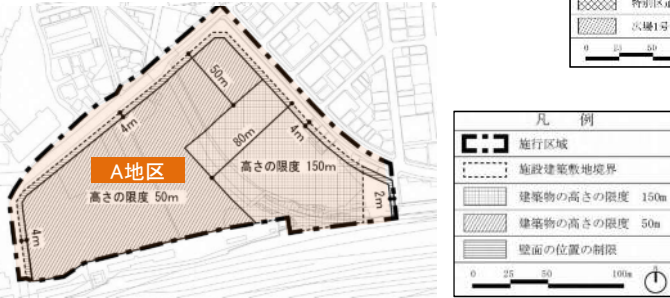 50m
4m
80m
4m
高さの限度 150m
A地区
高さの限度 50m
2m
4m
0 50
凡 例
施行区域
施設建築敷地境界
建築物の高さの限度 150m
建築物の高さの限度 50m
壁面の位置の制限
0 25 50 100m